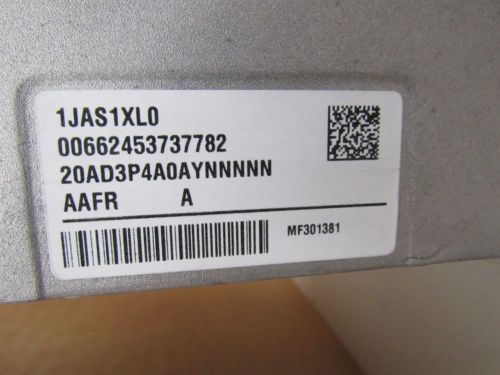 1JAS1XL0
00662453737782
20AD3P4A0AYNNNNN
AAFR A
MF301381